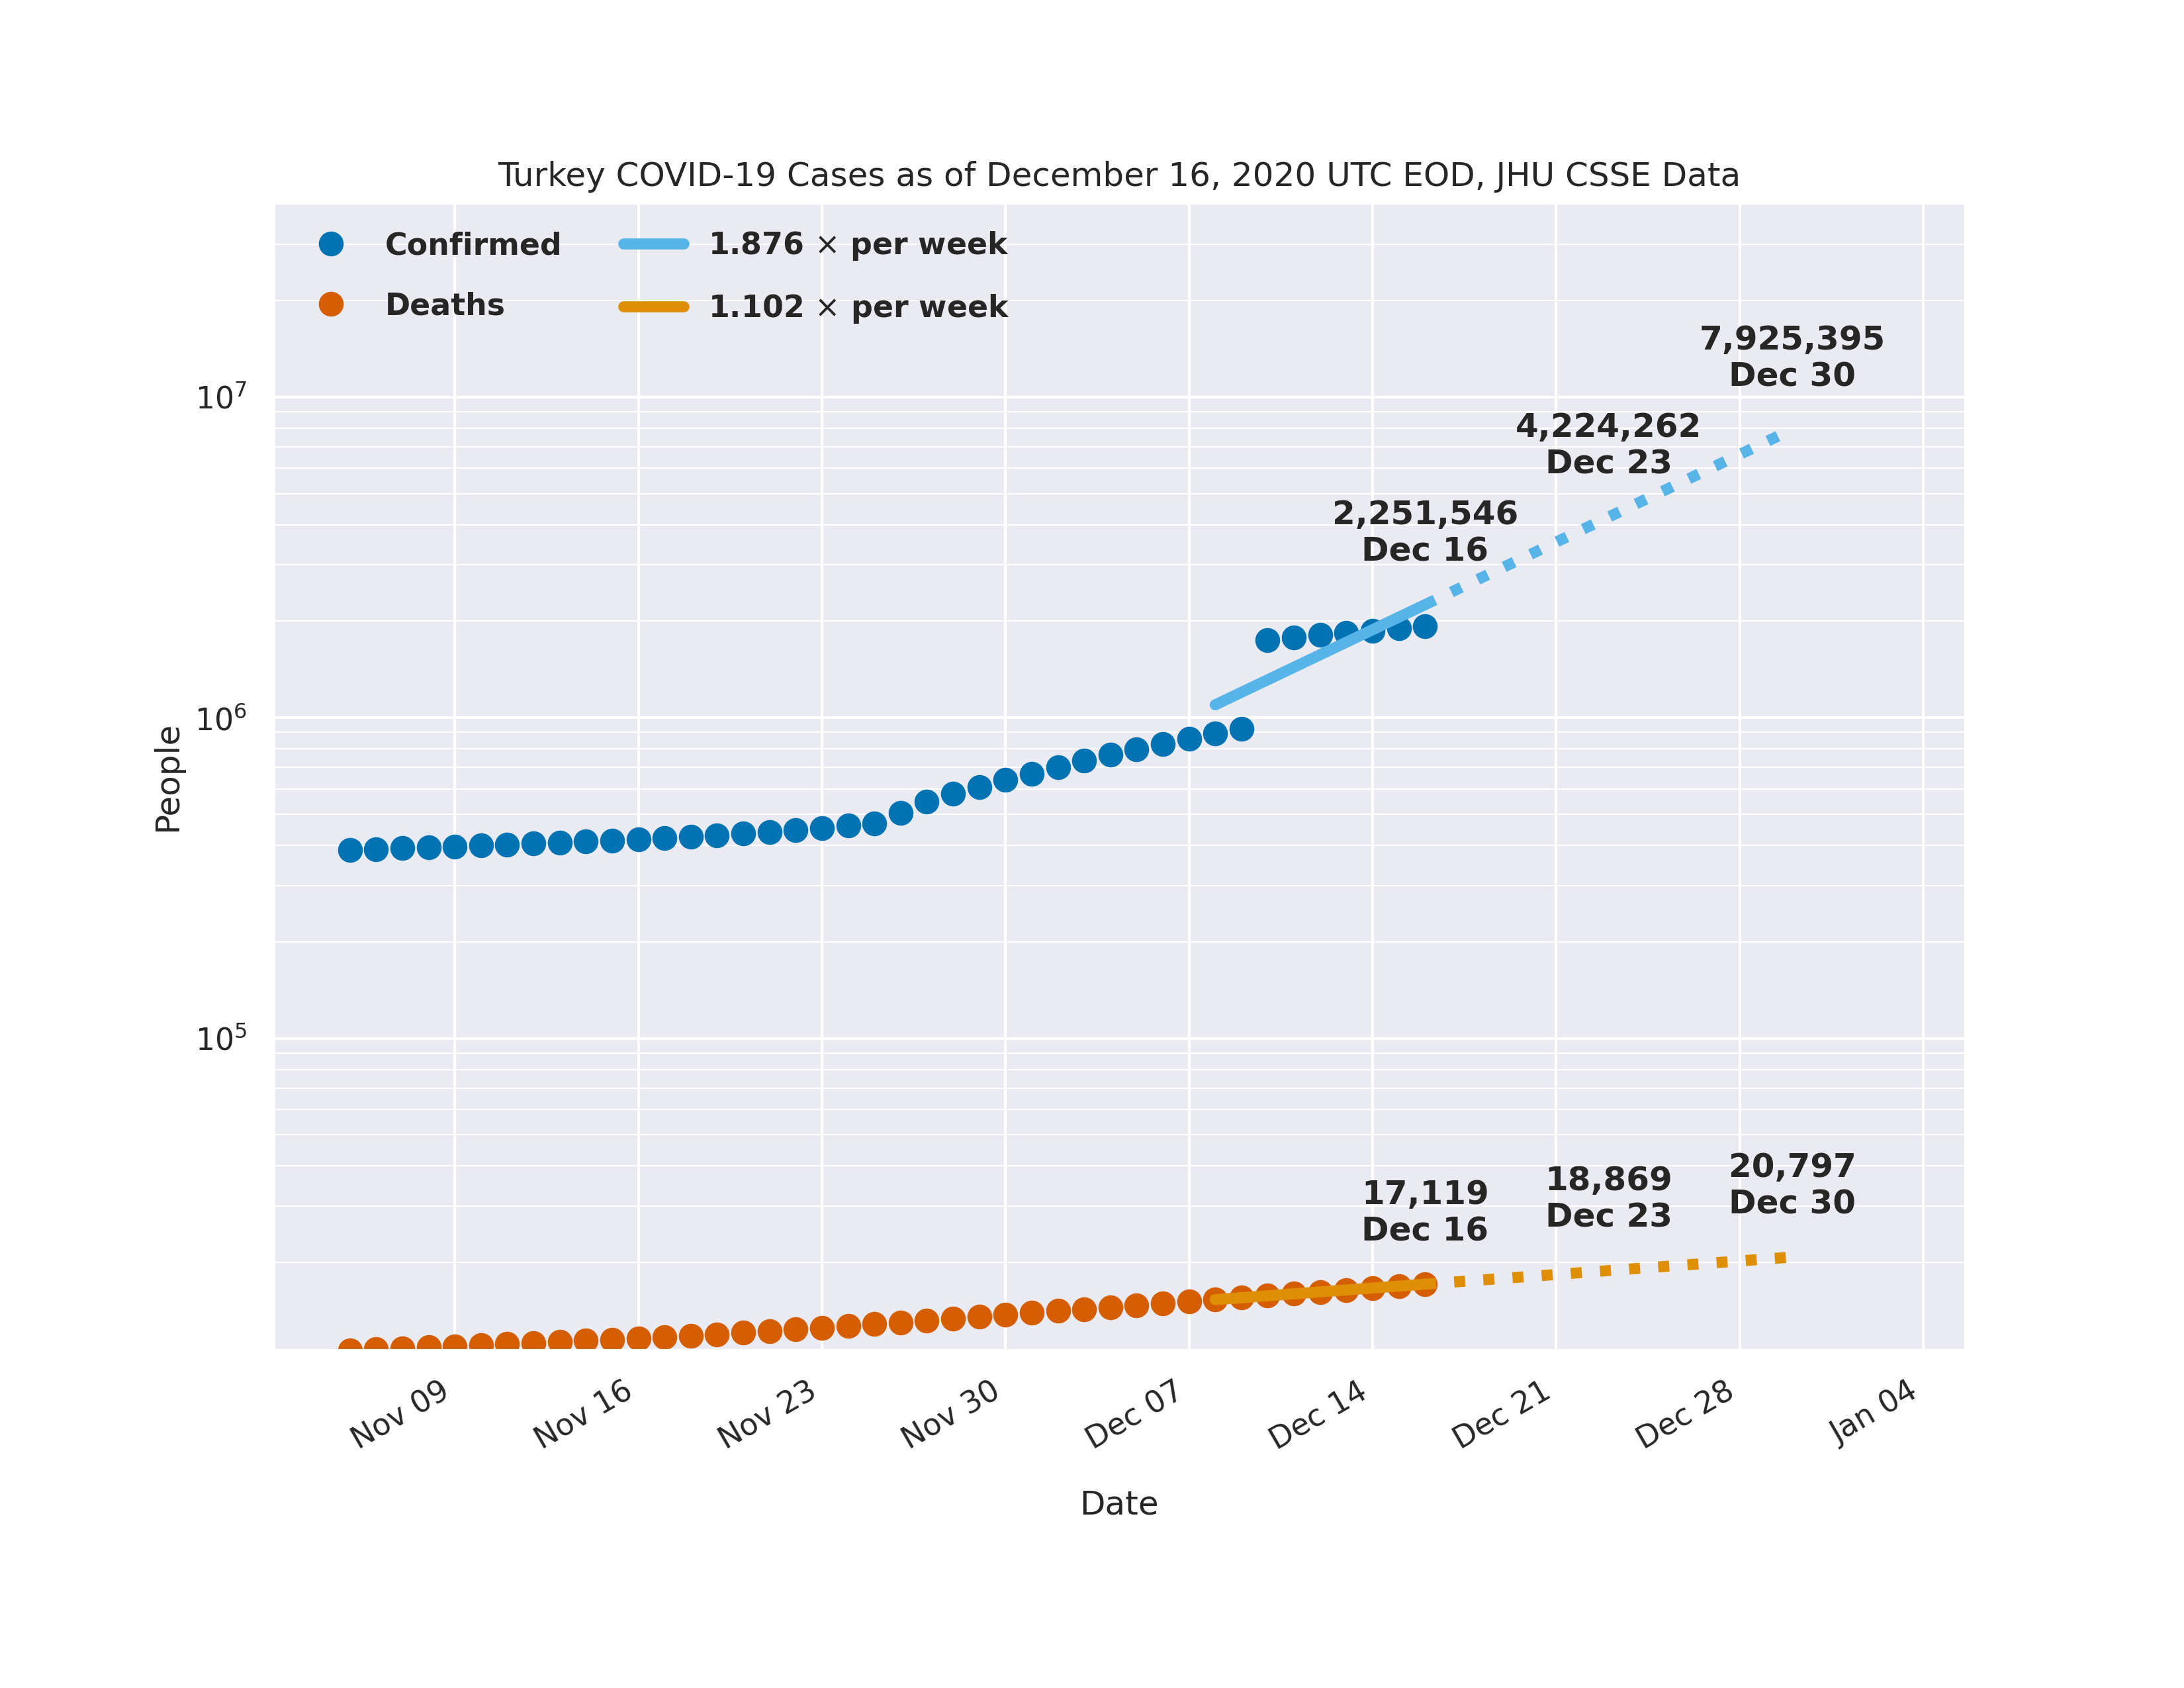 Turkey COVID-19 Cases as of December 16, 2020 UTC EOD, JHU CSSE Data
Confirmed
Deaths
1.876 × per week
1.102 × per week
7,925,395
Dec 30
4,224,262
Dec 23
2,251,546
Dec 16
20,797
Dec 30
18,869
Dec 23
17,119
Dec 16
10⁷
10⁶
10⁵
People
Nov 09
Nov 16
Nov 23
Nov 30
Dec 07
Dec 14
Dec 21
Dec 28
Jan 04
Date